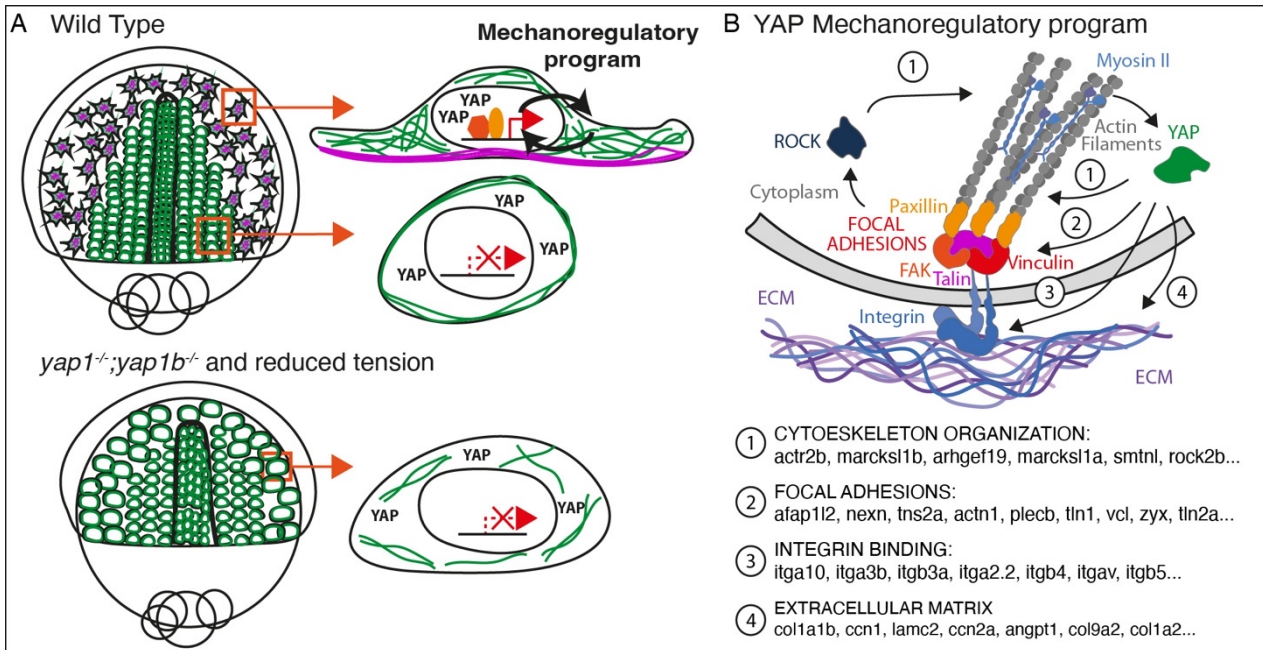 A Wild Type
Mechanoregulatory
program
YAP
YAP
YAP
YAP
YAP
yap1-/-;yap1b-/- and reduced tension
YAP
YAP
YAP
B YAP Mechanoregulatory program
1
Myosin II
ROCK
Actin
Filaments
YAP
Cytoplasm
1
Paxillin
2
FOCAL
ADHESIONS
FAK
Talin
Vinculin
ECM
3
4
Integrin
ECM
1 CYTOESKELETON ORGANIZATION:
actr2b, marcksl1b, arhgef19, marcksl1a, smtnl, rock2b...
2 FOCAL ADHESIONS:
afap1l2, nexn, tns2a, actn1, plecb, tln1, vcl, zyx, tln2a...
3 INTEGRIN BINDING:
itga10, itga3b, itgb3a, itga2.2, itgb4, itgav, itgb5...
4 EXTRACELLULAR MATRIX
col1a1b, ccn1, lamc2, ccn2a, angpt1, col9a2, col1a2...